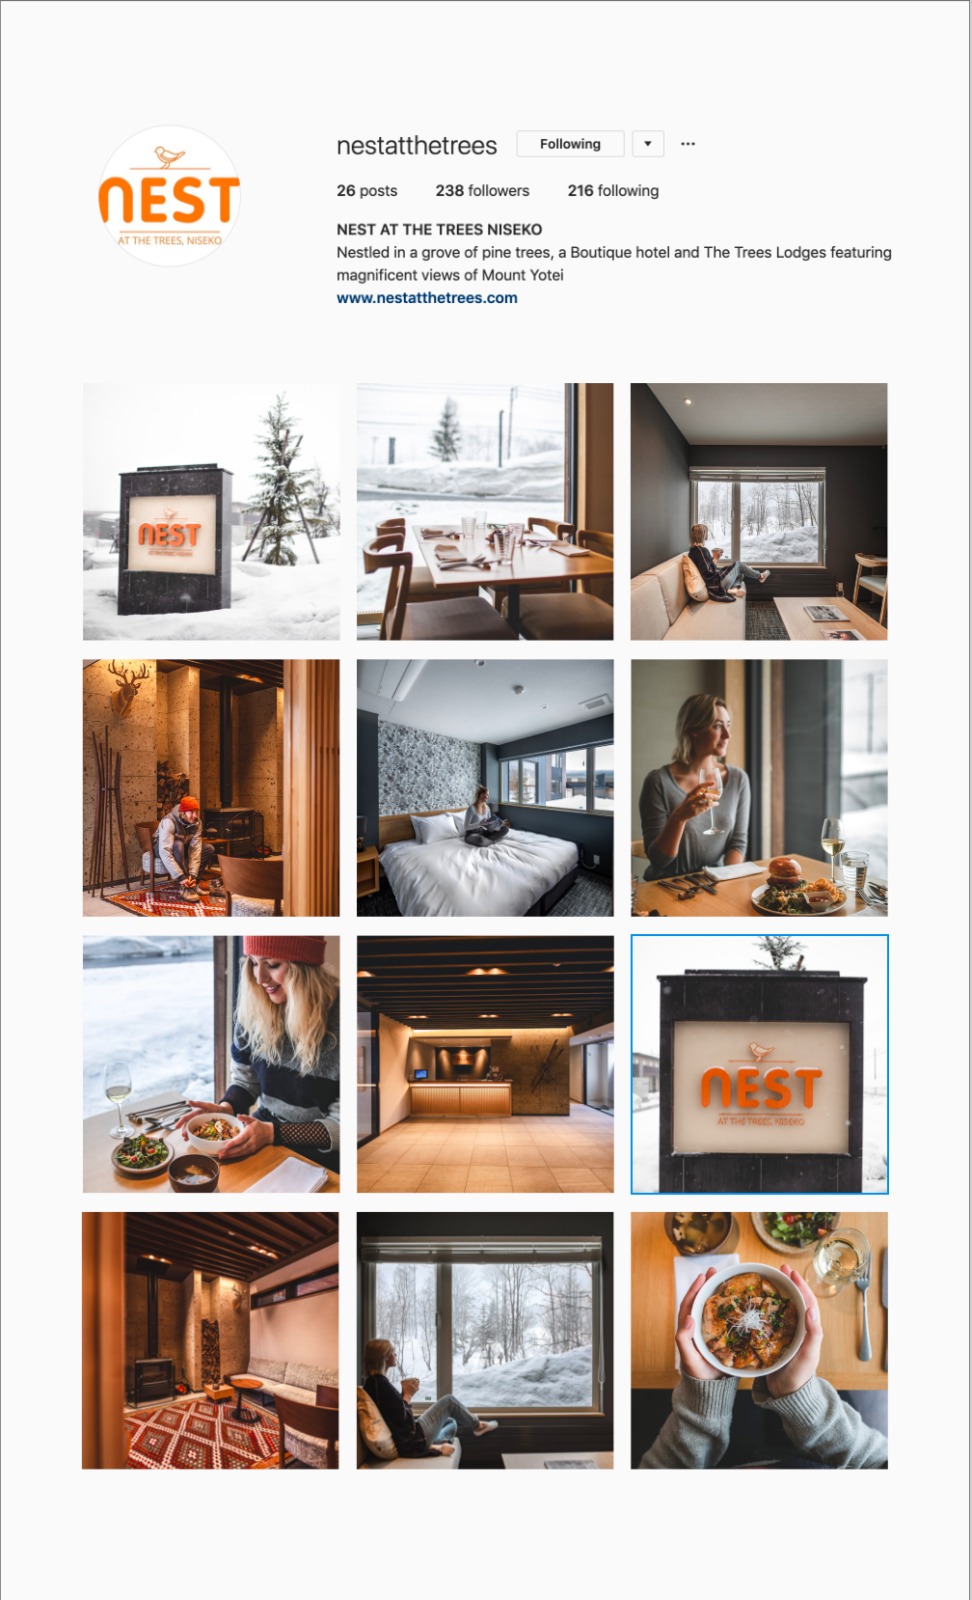 NEST
AT THE TREES, NISEKO
nestatthetrees Following ▼ •••
26 posts 238 followers 216 following
NEST AT THE TREES NISEKO
Nestled in a grove of pine trees, a Boutique hotel and The Trees Lodges featuring
magnificent views of Mount Yotei
www.nestatthetrees.com
NEST
NEST
AT THE TREES, NISEKO